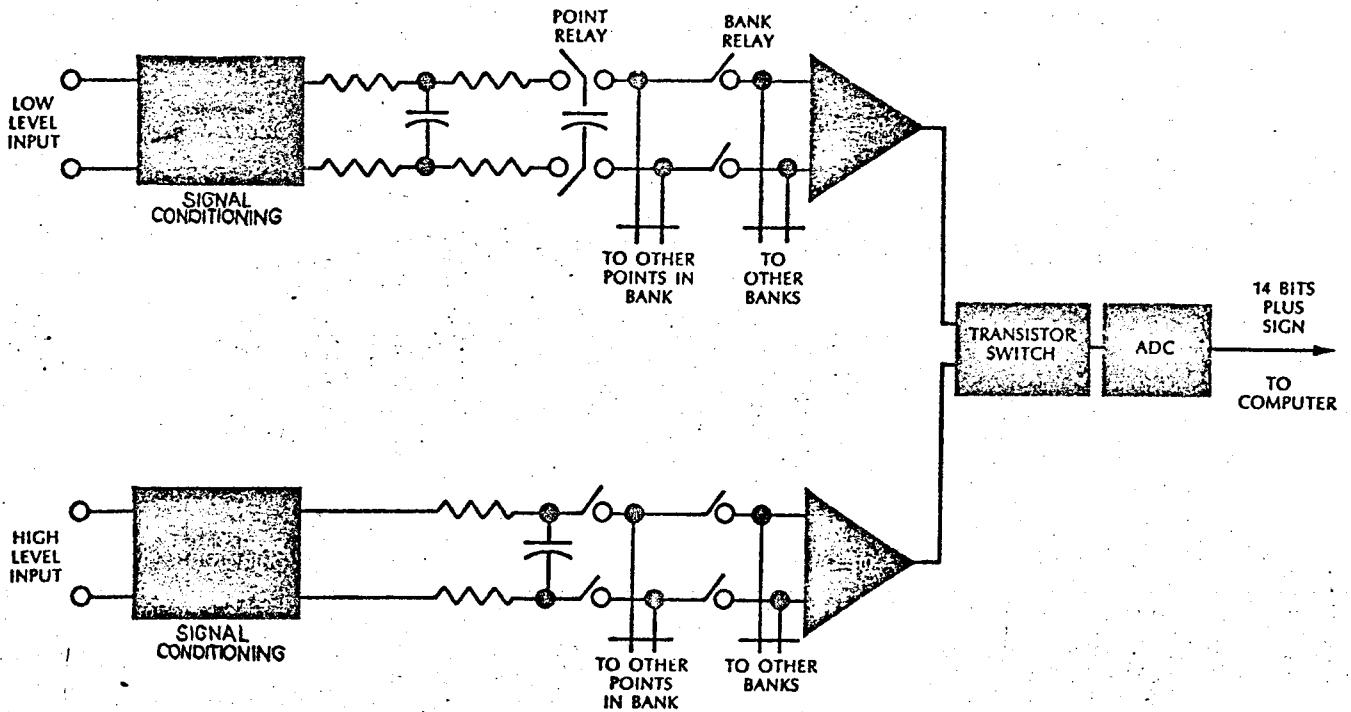 POINT
RELAY
BANK
RELAY
LOW
LEVEL
INPUT
SIGNAL
CONDITIONING
TO OTHER
POINTS IN
BANK
TO
OTHER
BANKS
TRANSISTOR
SWITCH
ADC
14 BITS
PLUS
SIGN
TO
COMPUTER
HIGH
LEVEL
INPUT
SIGNAL
CONDITIONING
TO OTHER
POINTS
IN BANK
TO OTHER
BANKS